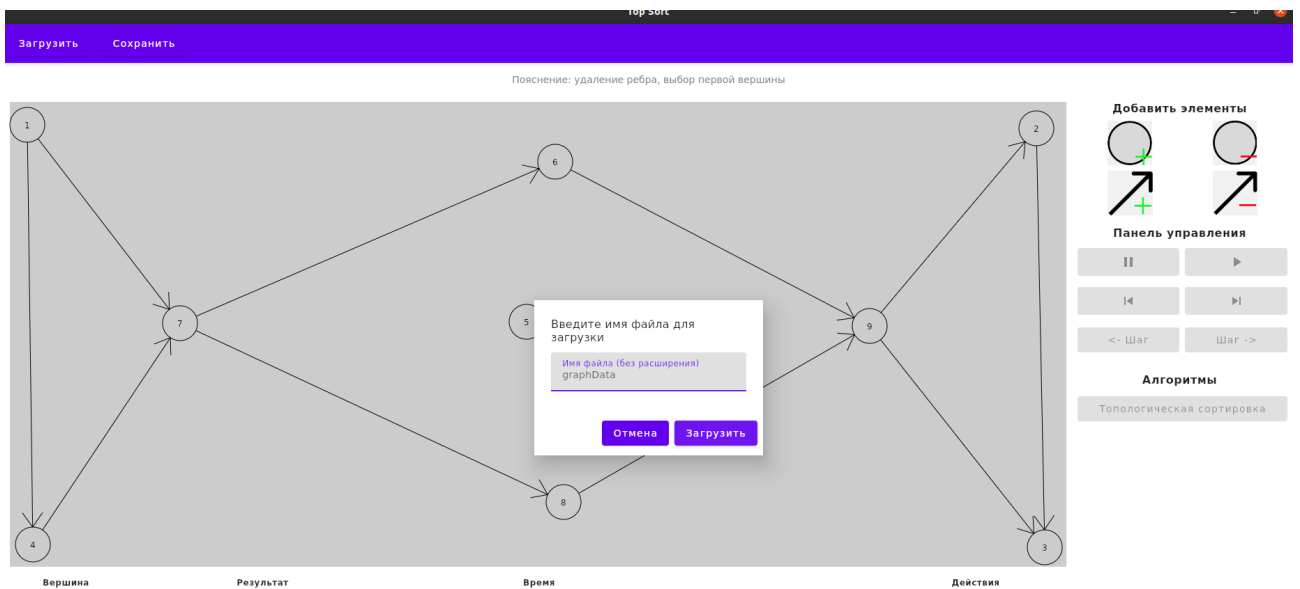 Top Sort
Загрузить Сохранить
Пояснение: удаление ребра, выбор первой вершины
Добавить элементы
1
2
6
Панель управления
7
5
9
Введите имя файла для
загрузки
Имя файла (без расширения)
graphData
Отмена Загрузить
<- Шаг Шаг ->
Алгоритмы
Топологическая сортировка
8
4
3
Вершина Результат Время Действия